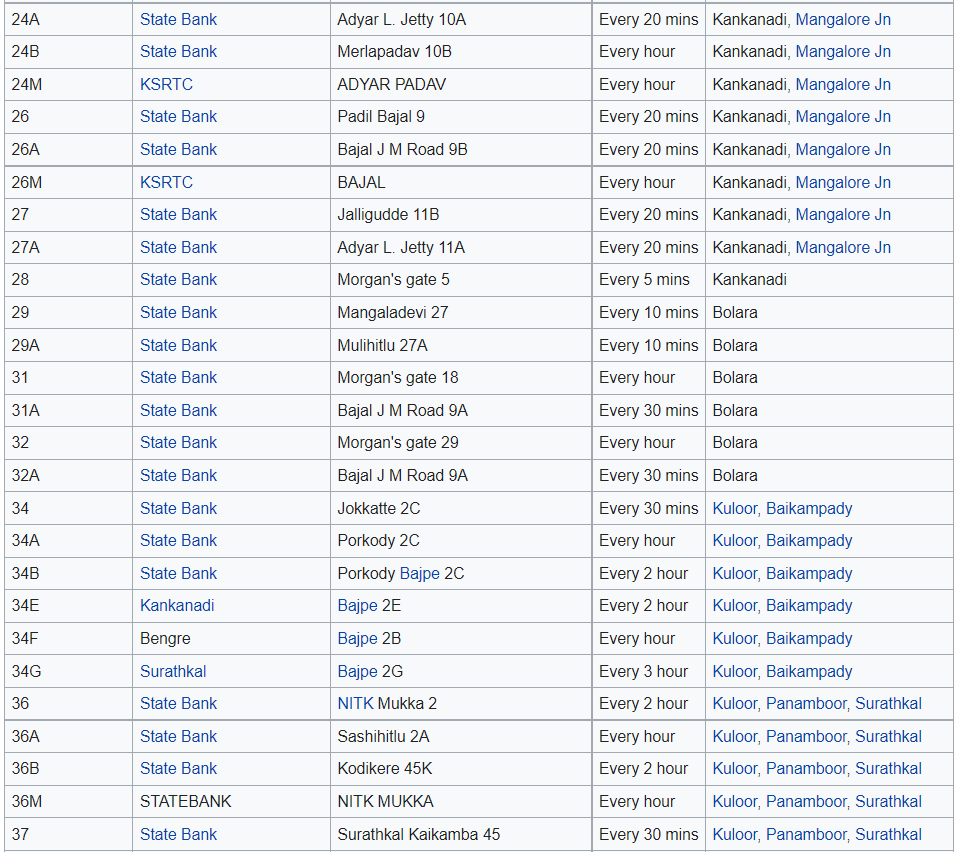 24A State Bank Adyar L. Jetty 10A Every 20 mins Kankanadi, Mangalore Jn
24B State Bank Merlapadav 10B Every hour Kankanadi, Mangalore Jn
24M KSRTC ADYAR PADAV Every hour Kankanadi, Mangalore Jn
26 State Bank Padil Bajal 9 Every 20 mins Kankanadi, Mangalore Jn
26A State Bank Bajal J M Road 9B Every 20 mins Kankanadi, Mangalore Jn
26M KSRTC BAJAL Every hour Kankanadi, Mangalore Jn
27 State Bank Jalligudde 11B Every 20 mins Kankanadi, Mangalore Jn
27A State Bank Adyar L. Jetty 11A Every 20 mins Kankanadi, Mangalore Jn
28 State Bank Morgan's gate 5 Every 5 mins Kankanadi
29 State Bank Mangaladevi 27 Every 10 mins Bolara
29A State Bank Mulihitlu 27A Every 10 mins Bolara
31 State Bank Morgan's gate 18 Every hour Bolara
31A State Bank Bajal J M Road 9A Every 30 mins Bolara
32 State Bank Morgan's gate 29 Every hour Bolara
32A State Bank Bajal J M Road 9A Every 30 mins Bolara
34 State Bank Jokkatte 2C Every 30 mins Kuloor, Baikampady
34A State Bank Porkody 2C Every hour Kuloor, Baikampady
34B State Bank Porkody Bajpe 2C Every 2 hour Kuloor, Baikampady
34E Kankanadi Bajpe 2E Every 2 hour Kuloor, Baikampady
34F Bengre Bajpe 2B Every hour Kuloor, Baikampady
34G Surathkal Bajpe 2G Every 3 hour Kuloor, Baikampady
36 State Bank NITK Mukka 2 Every 2 hour Kuloor, Panamboor, Surathkal
36A State Bank Sashihitlu 2A Every hour Kuloor, Panamboor, Surathkal
36B State Bank Kodikere 45K Every 2 hour Kuloor, Panamboor, Surathkal
36M STATEBANK NITK MUKKA Every hour Kuloor, Panamboor, Surathkal
37 State Bank Surathkal Kaikamba 45 Every 30 mins Kuloor, Panamboor, Surathkal